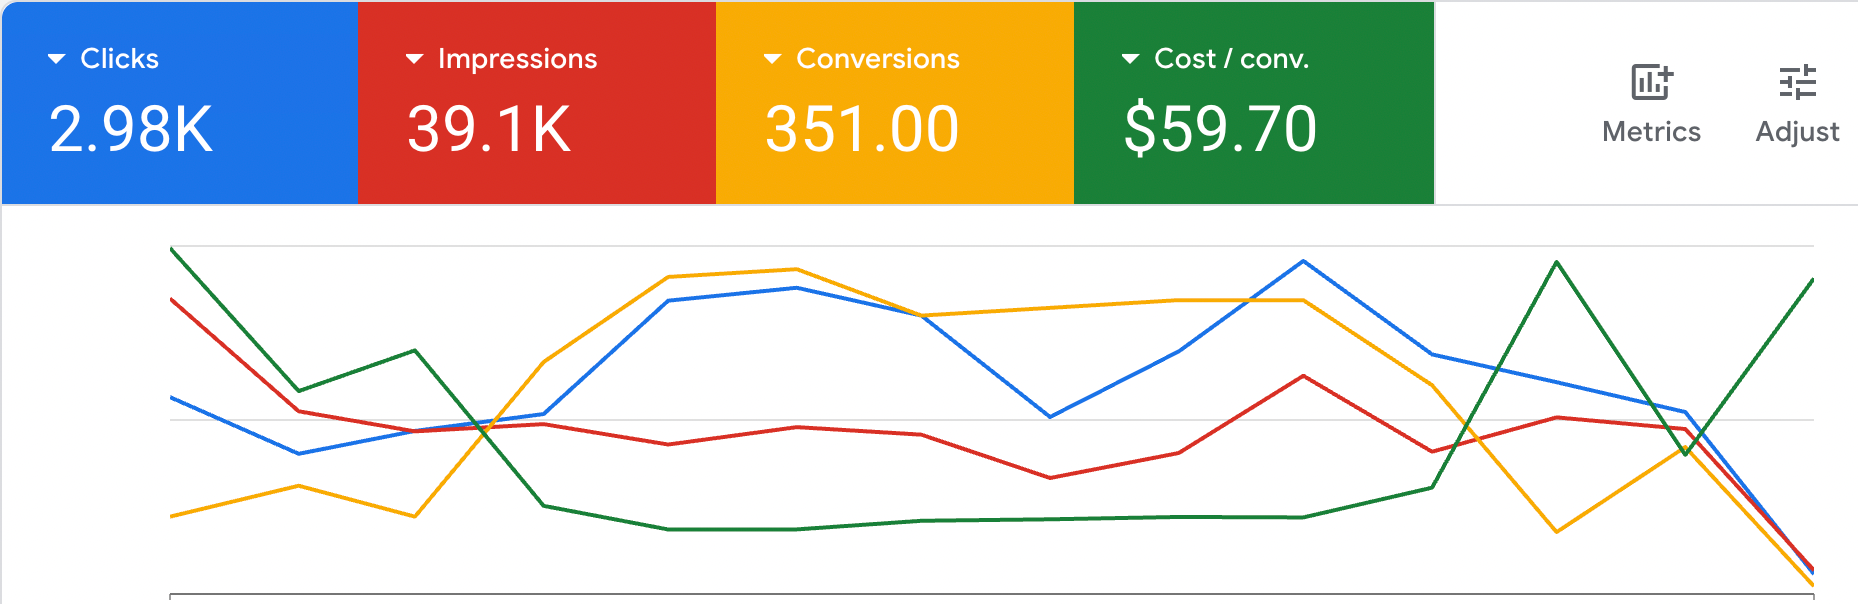 Clicks
2.98K
Impressions
39.1K
Conversions
351.00
Cost / conv.
$59.70
Metrics
Adjust